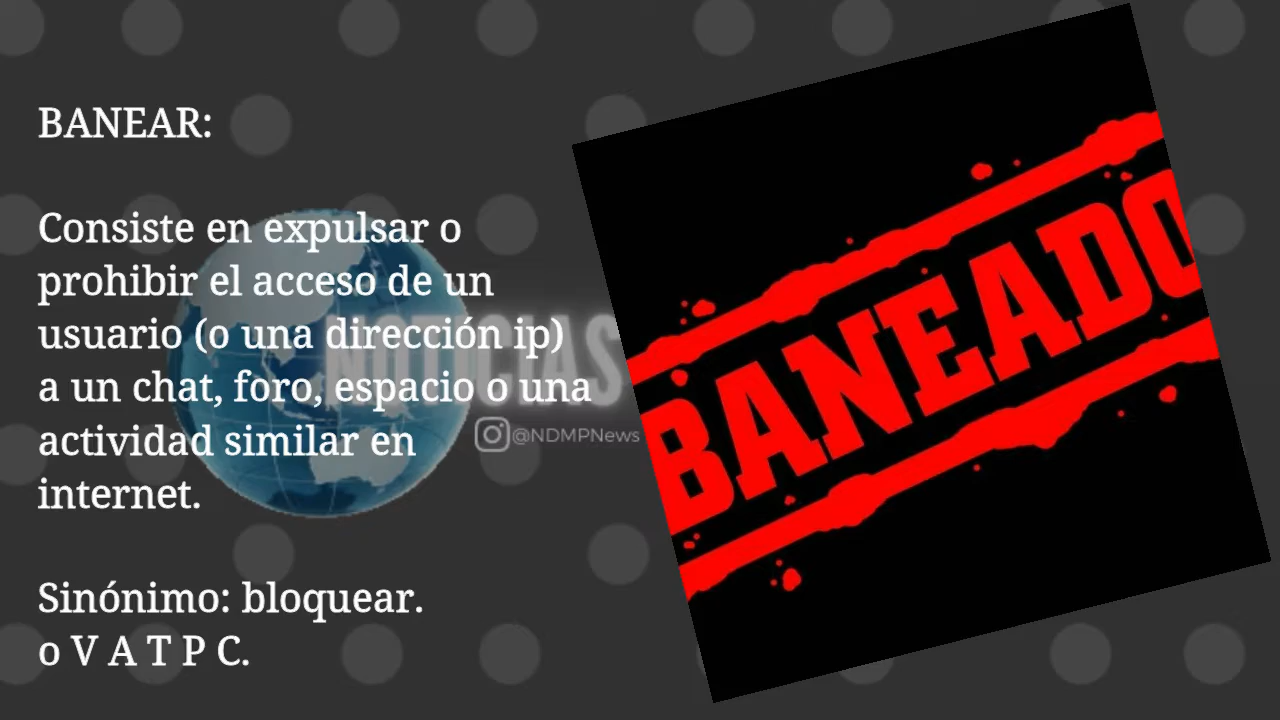 BANEAR:
Consiste en expulsar o
prohibir el acceso de un
usuario (o una dirección ip)
a un chat, foro, espacio o una
actividad similar en
internet.
Sinónimo: bloquear.
o V A T P C.
NOTICIAS
@NDMPNews
BANEADO